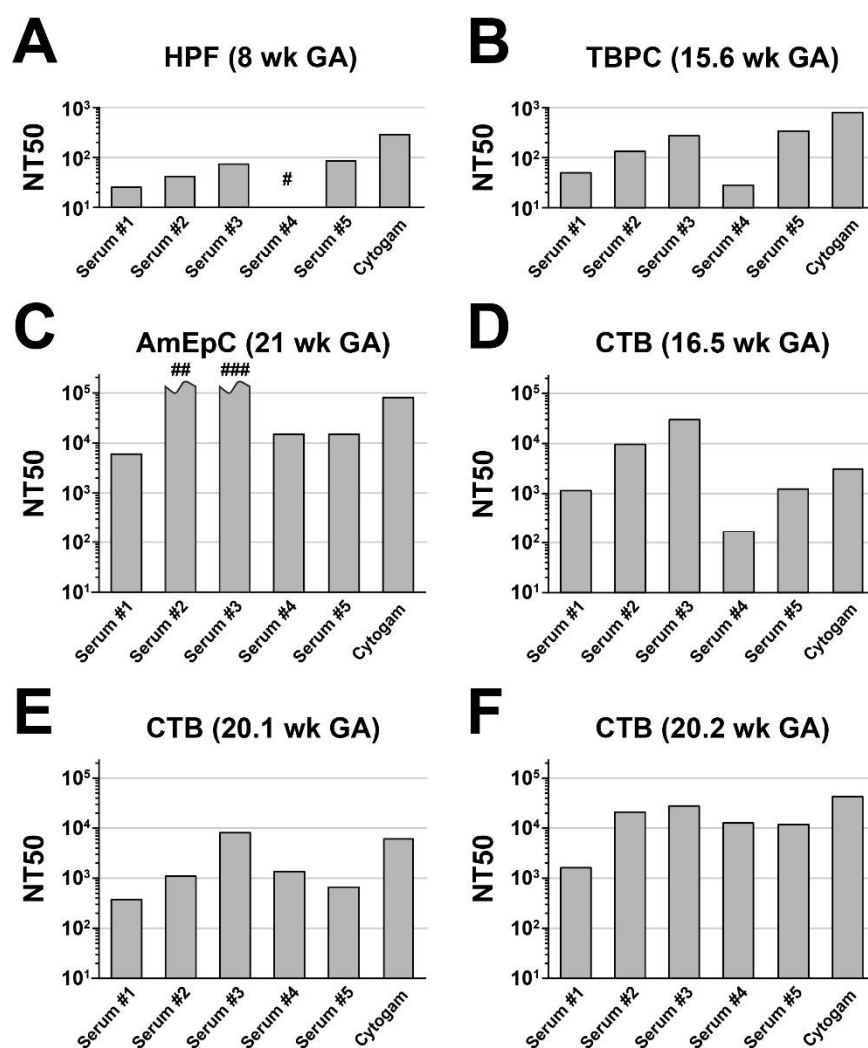 A
HPF (8 wk GA)
NT50
10³
10²
10¹
#
Serum #1
Serum #2
Serum #3
Serum #4
Serum #5
Cytogam
B
TBPC (15.6 wk GA)
NT50
10³
10²
10¹
Serum #1
Serum #2
Serum #3
Serum #4
Serum #5
Cytogam
C
AmEpC (21 wk GA)
## ###
NT50
10⁵
10⁴
10³
10²
10¹
Serum #1
Serum #2
Serum #3
Serum #4
Serum #5
Cytogam
D
CTB (16.5 wk GA)
NT50
10⁵
10⁴
10³
10²
10¹
Serum #1
Serum #2
Serum #3
Serum #4
Serum #5
Cytogam
E
CTB (20.1 wk GA)
NT50
10⁵
10⁴
10³
10²
10¹
Serum #1
Serum #2
Serum #3
Serum #4
Serum #5
Cytogam
F
CTB (20.2 wk GA)
NT50
10⁵
10⁴
10³
10²
10¹
Serum #1
Serum #2
Serum #3
Serum #4
Serum #5
Cytogam